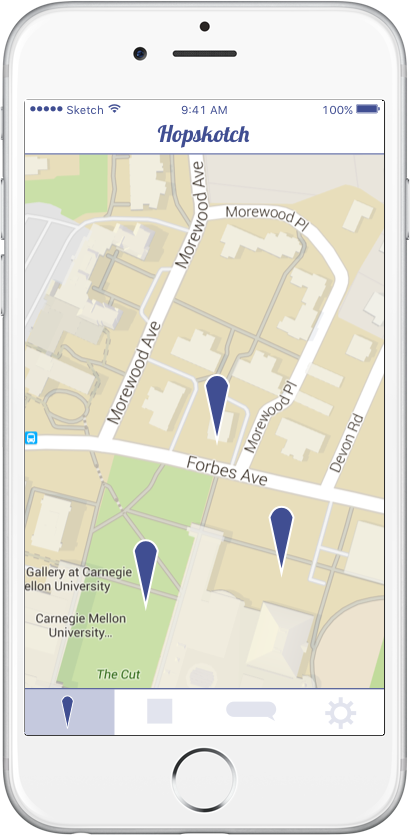 Sketch 9:41 AM 100%
Hopskotch
Morewood Ave
Morewood Pl
Morewood Ave
Morewood Pl
Devon Rd
Forbes Ave
Gallery at Carnegie
ellon University
Carnegie Mellon
University...
The Cut